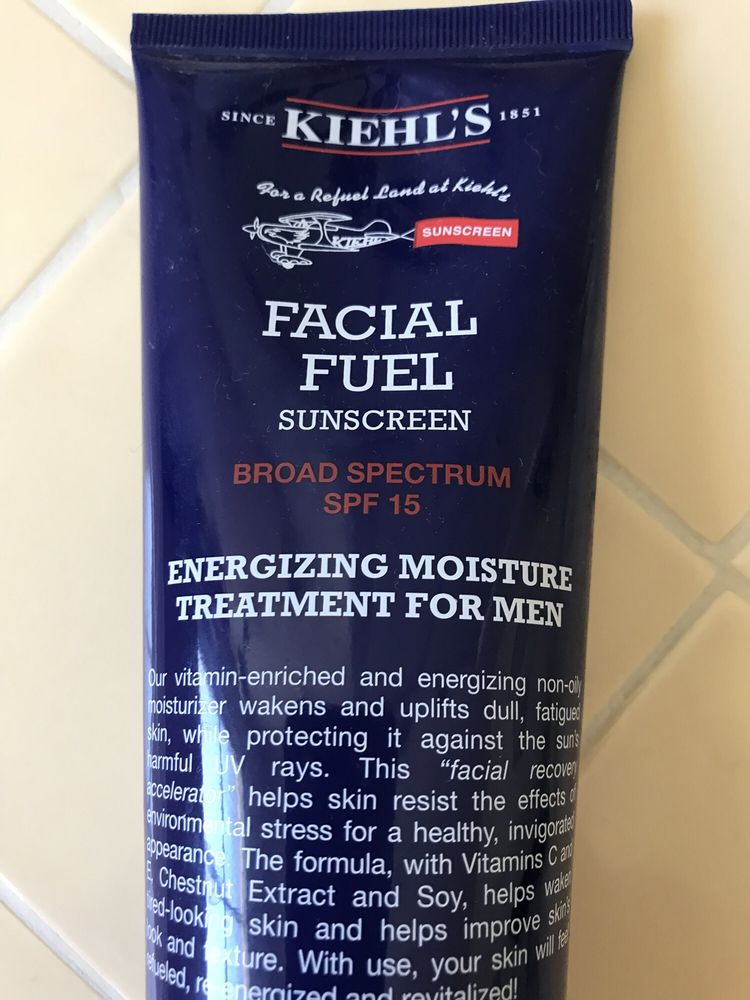 SINCE KIEHL'S 1851
For a Refuel Land at Kiehl's
KIEHL'S SUNSCREEN
FACIAL
FUEL
SUNSCREEN
BROAD SPECTRUM
SPF 15
ENERGIZING MOISTURE
TREATMENT FOR MEN
Our vitamin-enriched and energizing non-oily
moisturizer wakens and uplifts dull, fatigued
skin, while protecting it against the sun's
harmful UV rays. This "facial recovery
accelerator" helps skin resist the effects of
environmental stress for a healthy, invigorated
appearance. The formula, with Vitamins C and
E, Chestnut Extract and Soy, helps waken
tired-looking skin and helps improve skin's
look and texture. With use, your skin will feel
refueled, re-energized and revitalized!